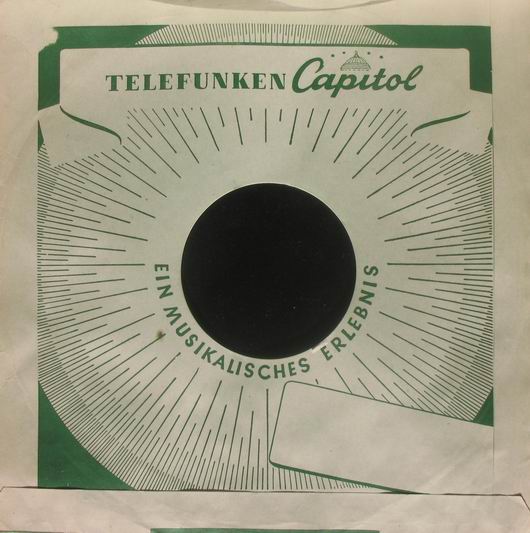 TELEFUNKEN Capitol
EIN MUSIKALISCHES ERLEBNIS